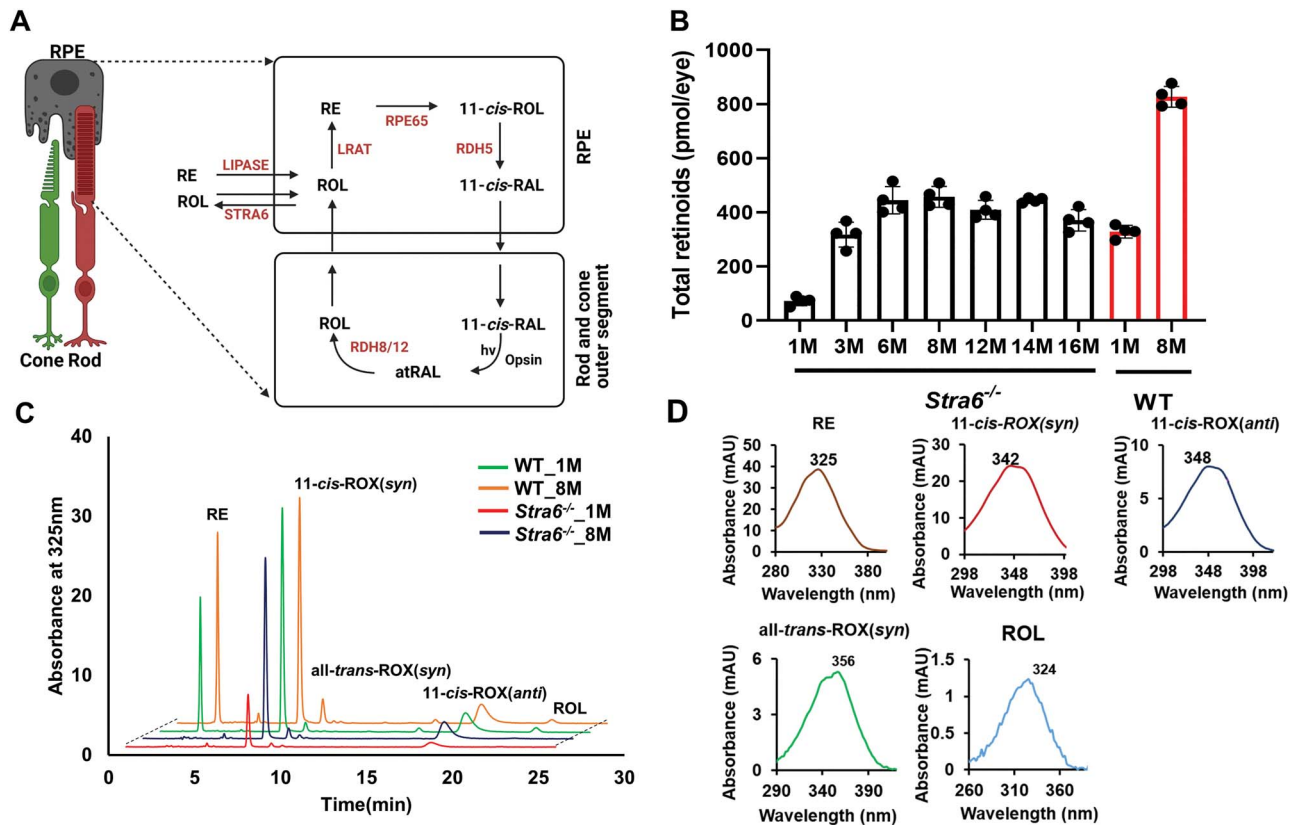 A
RPE
RE
RPE65
11-cis-ROL
LRAT
RDH5
RE
LIPASE
ROL
11-cis-RAL
ROL
STRA6
RPE
ROL
11-cis-RAL
RDH8/12
hv
Opsin
atRAL
Rod and cone
outer segment
Cone Rod
B
Total retinoids (pmol/eye)
1000
800
600
400
200
0
1M 3M 6M 8M 12M 14M 16M 1M 8M
Stra6-/- WT
C
Absorbance at 325nm
40
30
20
10
0
RE
11-cis-ROX(syn)
all-trans-ROX(syn)
11-cis-ROX(anti)
ROL
WT_1M
WT_8M
Stra6-/-_1M
Stra6-/-_8M
0 5 10 15 20 25 30
Time(min)
D
RE
Absorbance (mAU)
50
40
30
20
10
0
325
280 330 380
Wavelength (nm)
11-cis-ROX(syn)
Absorbance (mAU)
30
20
10
0
342
298 348 398
Wavelength (nm)
11-cis-ROX(anti)
Absorbance (mAU)
10
5
0
348
298 348 398
Wavelength (nm)
all-trans-ROX(syn)
Absorbance (mAU)
6
3
0
356
290 340 390
Wavelength (nm)
ROL
Absorbance (mAU)
1.5
1
0.5
0
324
260 310 360
Wavelength (nm)